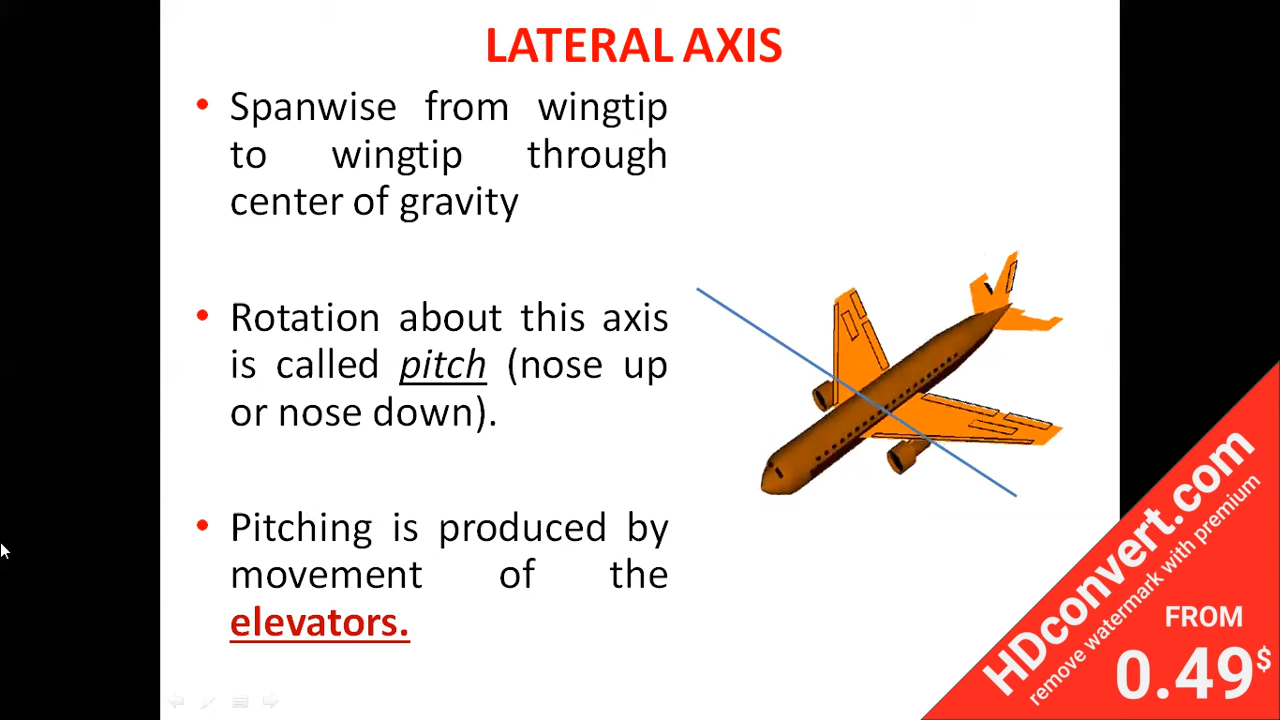 LATERAL AXIS
• Spanwise from wingtip
to wingtip through
center of gravity
• Rotation about this axis
is called pitch (nose up
or nose down).
• Pitching is produced by
movement of the
elevators.
HDconvert.com
remove watermark with premium
FROM
0.49$